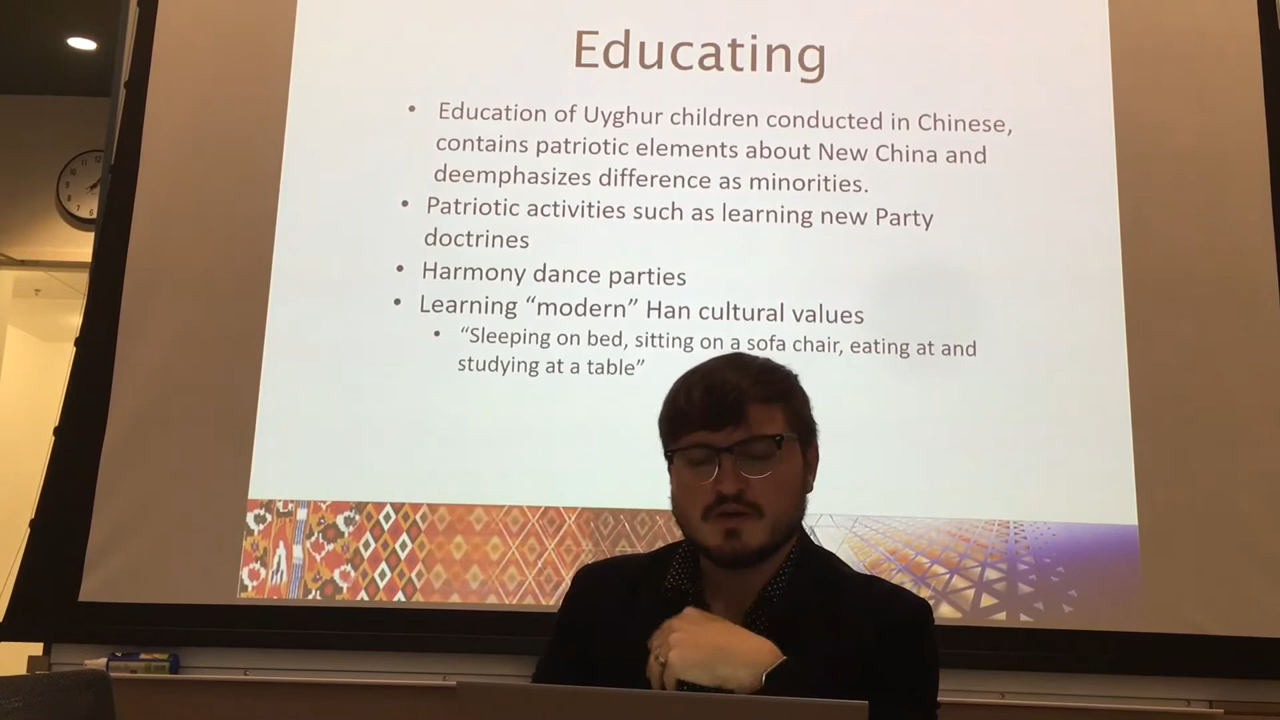 Educating
• Education of Uyghur children conducted in Chinese,
contains patriotic elements about New China and
deemphasizes difference as minorities.
• Patriotic activities such as learning new Party
doctrines
• Harmony dance parties
• Learning “modern” Han cultural values
• “Sleeping on bed, sitting on a sofa chair, eating at and
studying at a table”